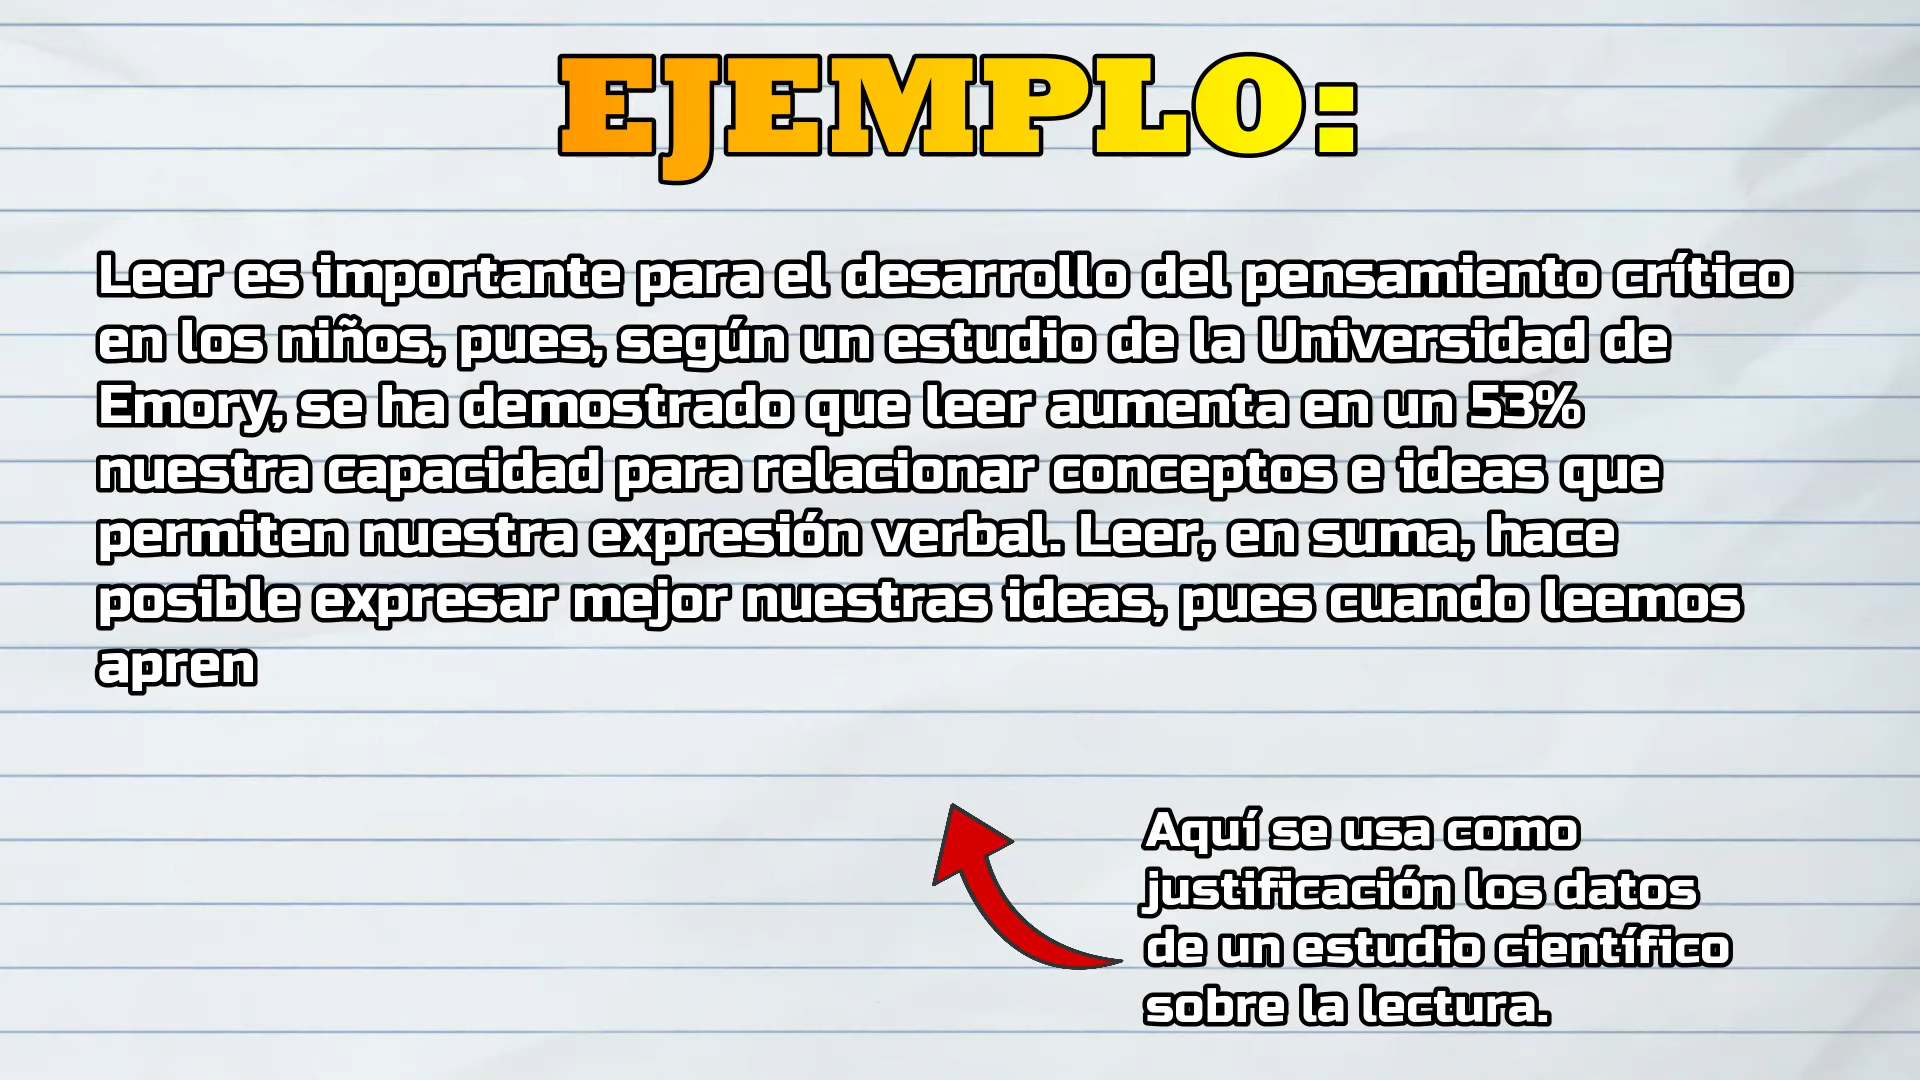 EJEMPLO:
Leer es importante para el desarrollo del pensamiento crítico
en los niños, pues, según un estudio de la Universidad de
Emory, se ha demostrado que leer aumenta en un 53%
nuestra capacidad para relacionar conceptos e ideas que
permiten nuestra expresión verbal. Leer, en suma, hace
posible expresar mejor nuestras ideas, pues cuando leemos
apren
Aquí se usa como
justificación los datos
de un estudio científico
sobre la lectura.